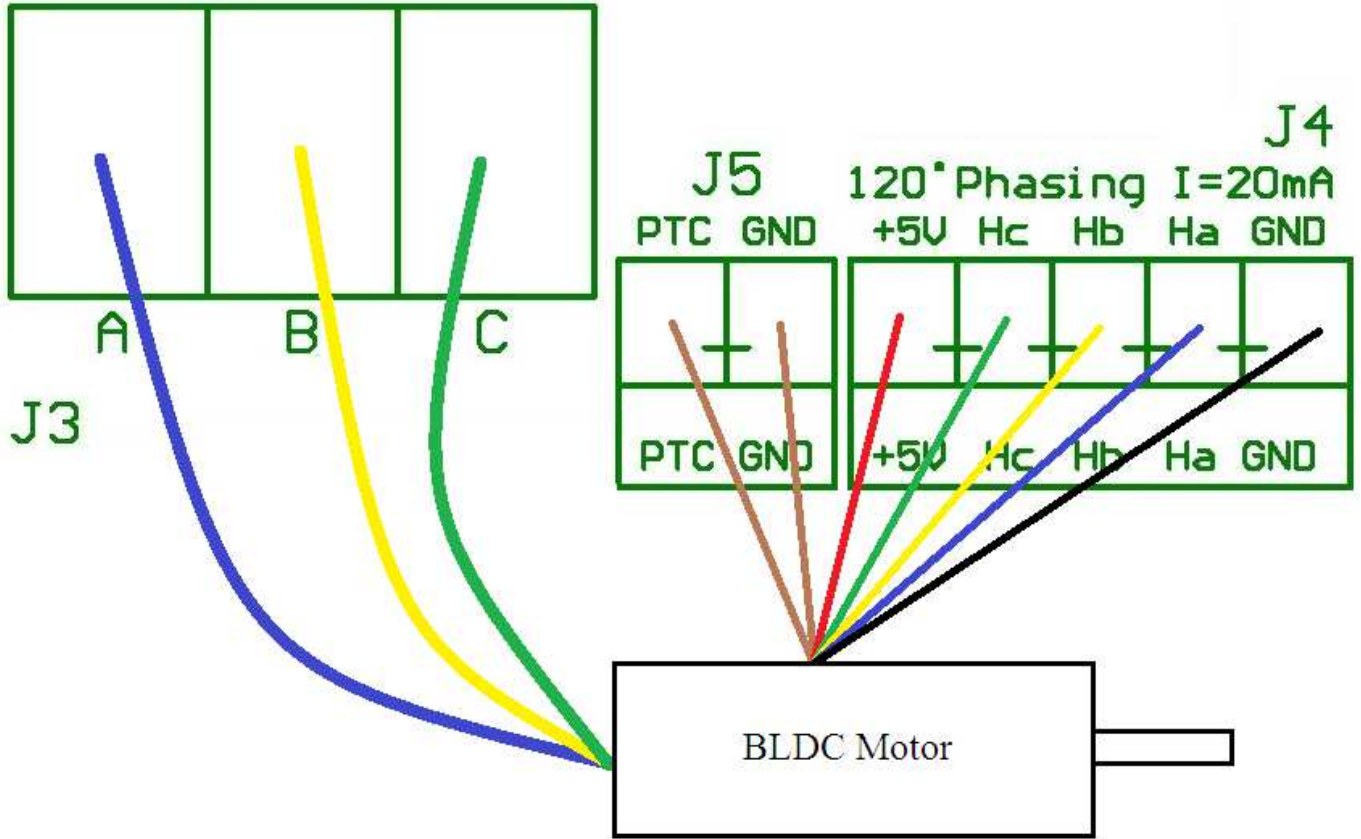 A B C
J3
J5
PTC GND
PTC GND
J4
120°Phasing I=20mA
+5V Hc Hb Ha GND
+5V Hc Hb Ha GND
BLDC Motor